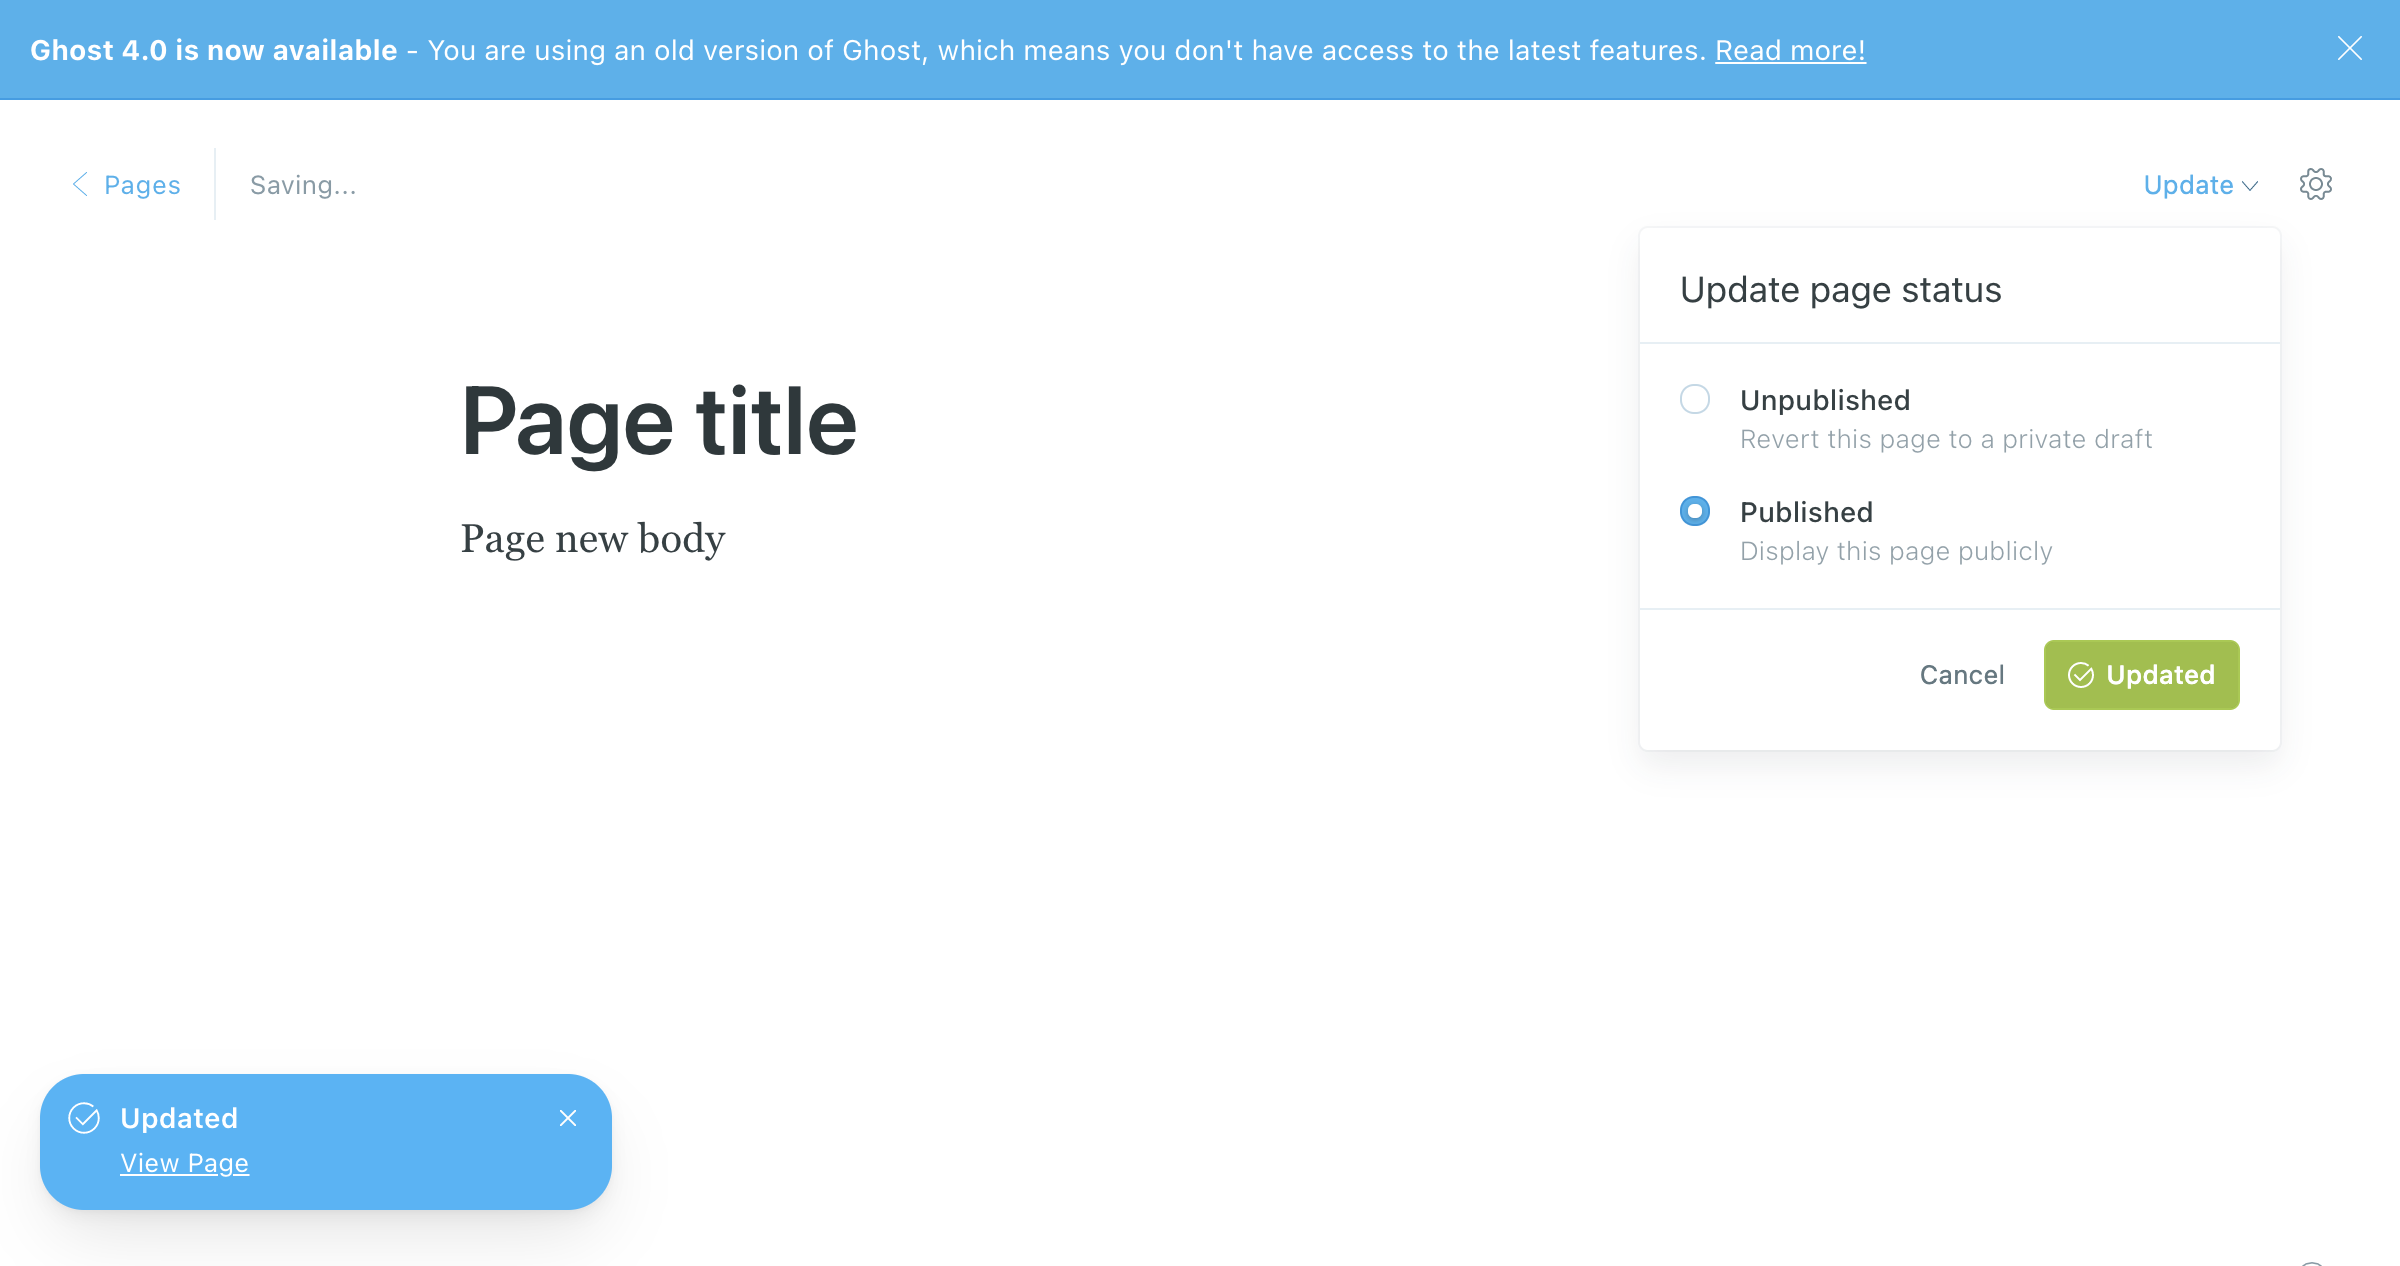 Ghost 4.0 is now available - You are using an old version of Ghost, which means you don't have access to the latest features. Read more!
Pages
Saving...
Update
Update page status
Unpublished
Revert this page to a private draft
Published
Display this page publicly
Cancel
Updated
Page title
Page new body
Updated
View Page